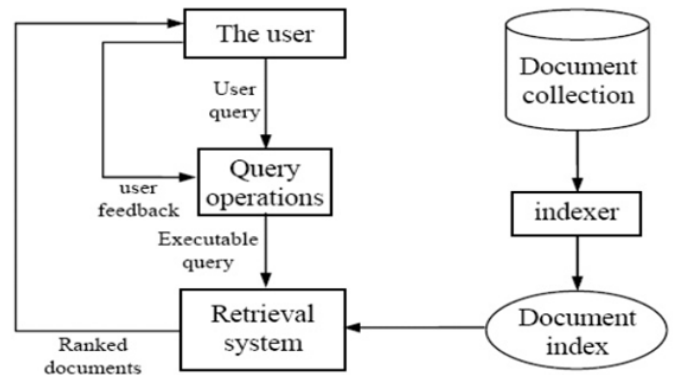 The user
User
query
Query
operations
user
feedback
Executable
query
Retrieval
system
Ranked
documents
Document
collection
indexer
Document
index